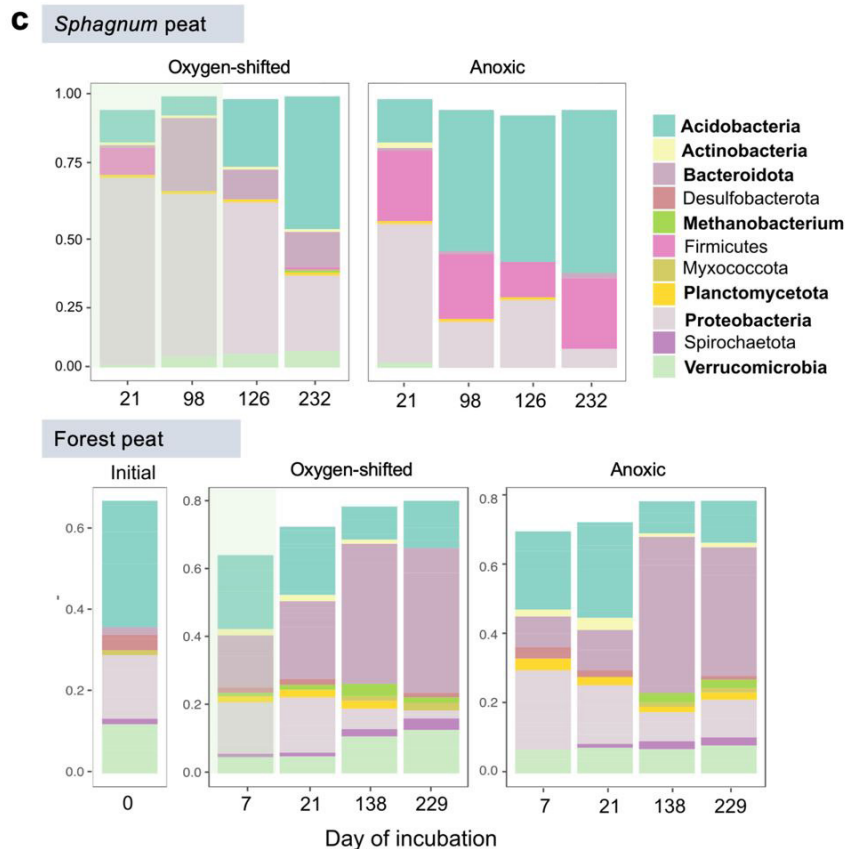 c
Sphagnum peat
Oxygen-shifted
Anoxic
1.00
0.75
0.50
0.25
0.00
21 98 126 232
21 98 126 232
Acidobacteria
Actinobacteria
Bacteroidota
Desulfobacterota
Methanobacterium
Firmicutes
Myxococcota
Planctomycetota
Proteobacteria
Spirochaetota
Verrucomicrobia
Forest peat
Initial
Oxygen-shifted
Anoxic
0.6
0.4
0.2
0.0
0
0.8
0.6
0.4
0.2
0.0
7 21 138 229
0.8
0.6
0.4
0.2
0.0
7 21 138 229
Day of incubation